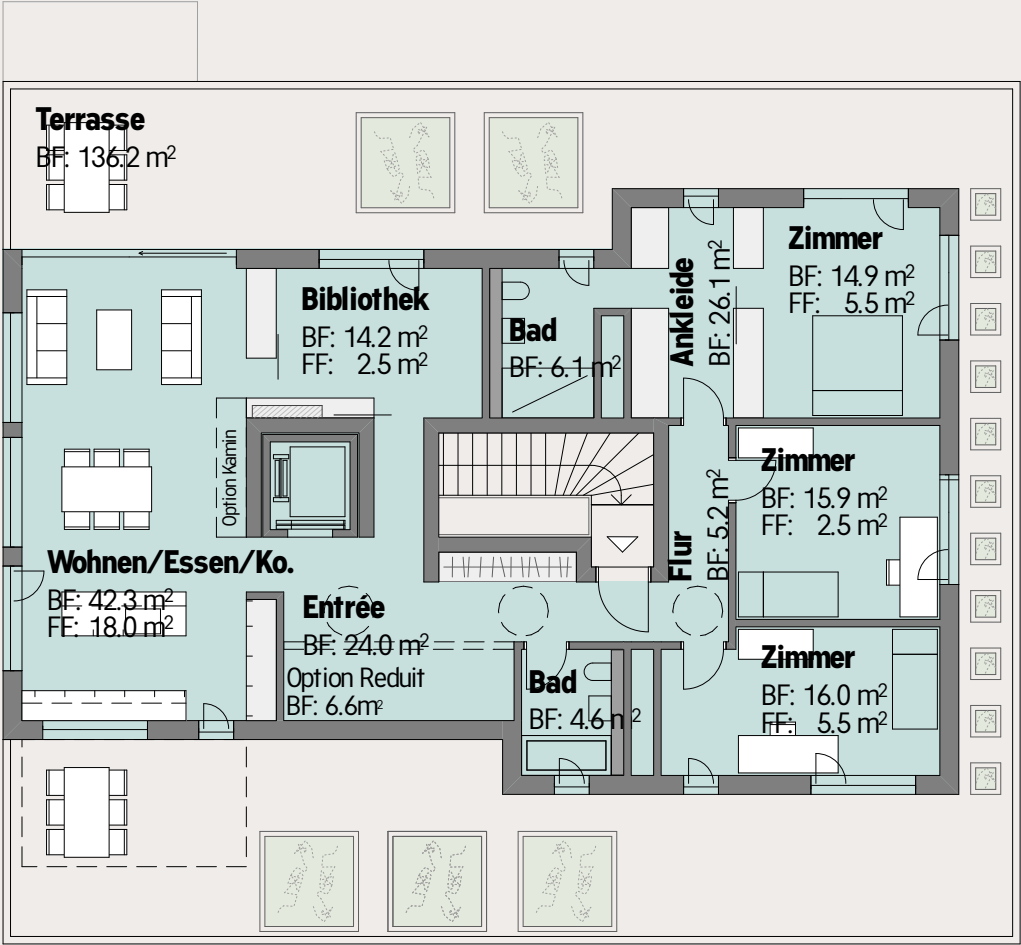 Terrasse
BF: 136.2 m²
Zimmer
BF: 14.9 m²
FF: 5.5 m²
Ankleide
BF: 26.1 m²
Bibliothek
BF: 14.2 m²
FF: 2.5 m²
Bad
BF: 6.1 m²
Option Kamin
Zimmer
BF: 15.9 m²
FF: 2.5 m²
Flur
BF: 5.2 m²
Wohnen/Essen/Ko.
BF: 42.3 m²
FF: 18.0 m²
Entrée
BF: 24.0 m²
Option Reduit
BF: 6.6m²
Bad
BF: 4.6 m²
Zimmer
BF: 16.0 m²
FF: 5.5 m²